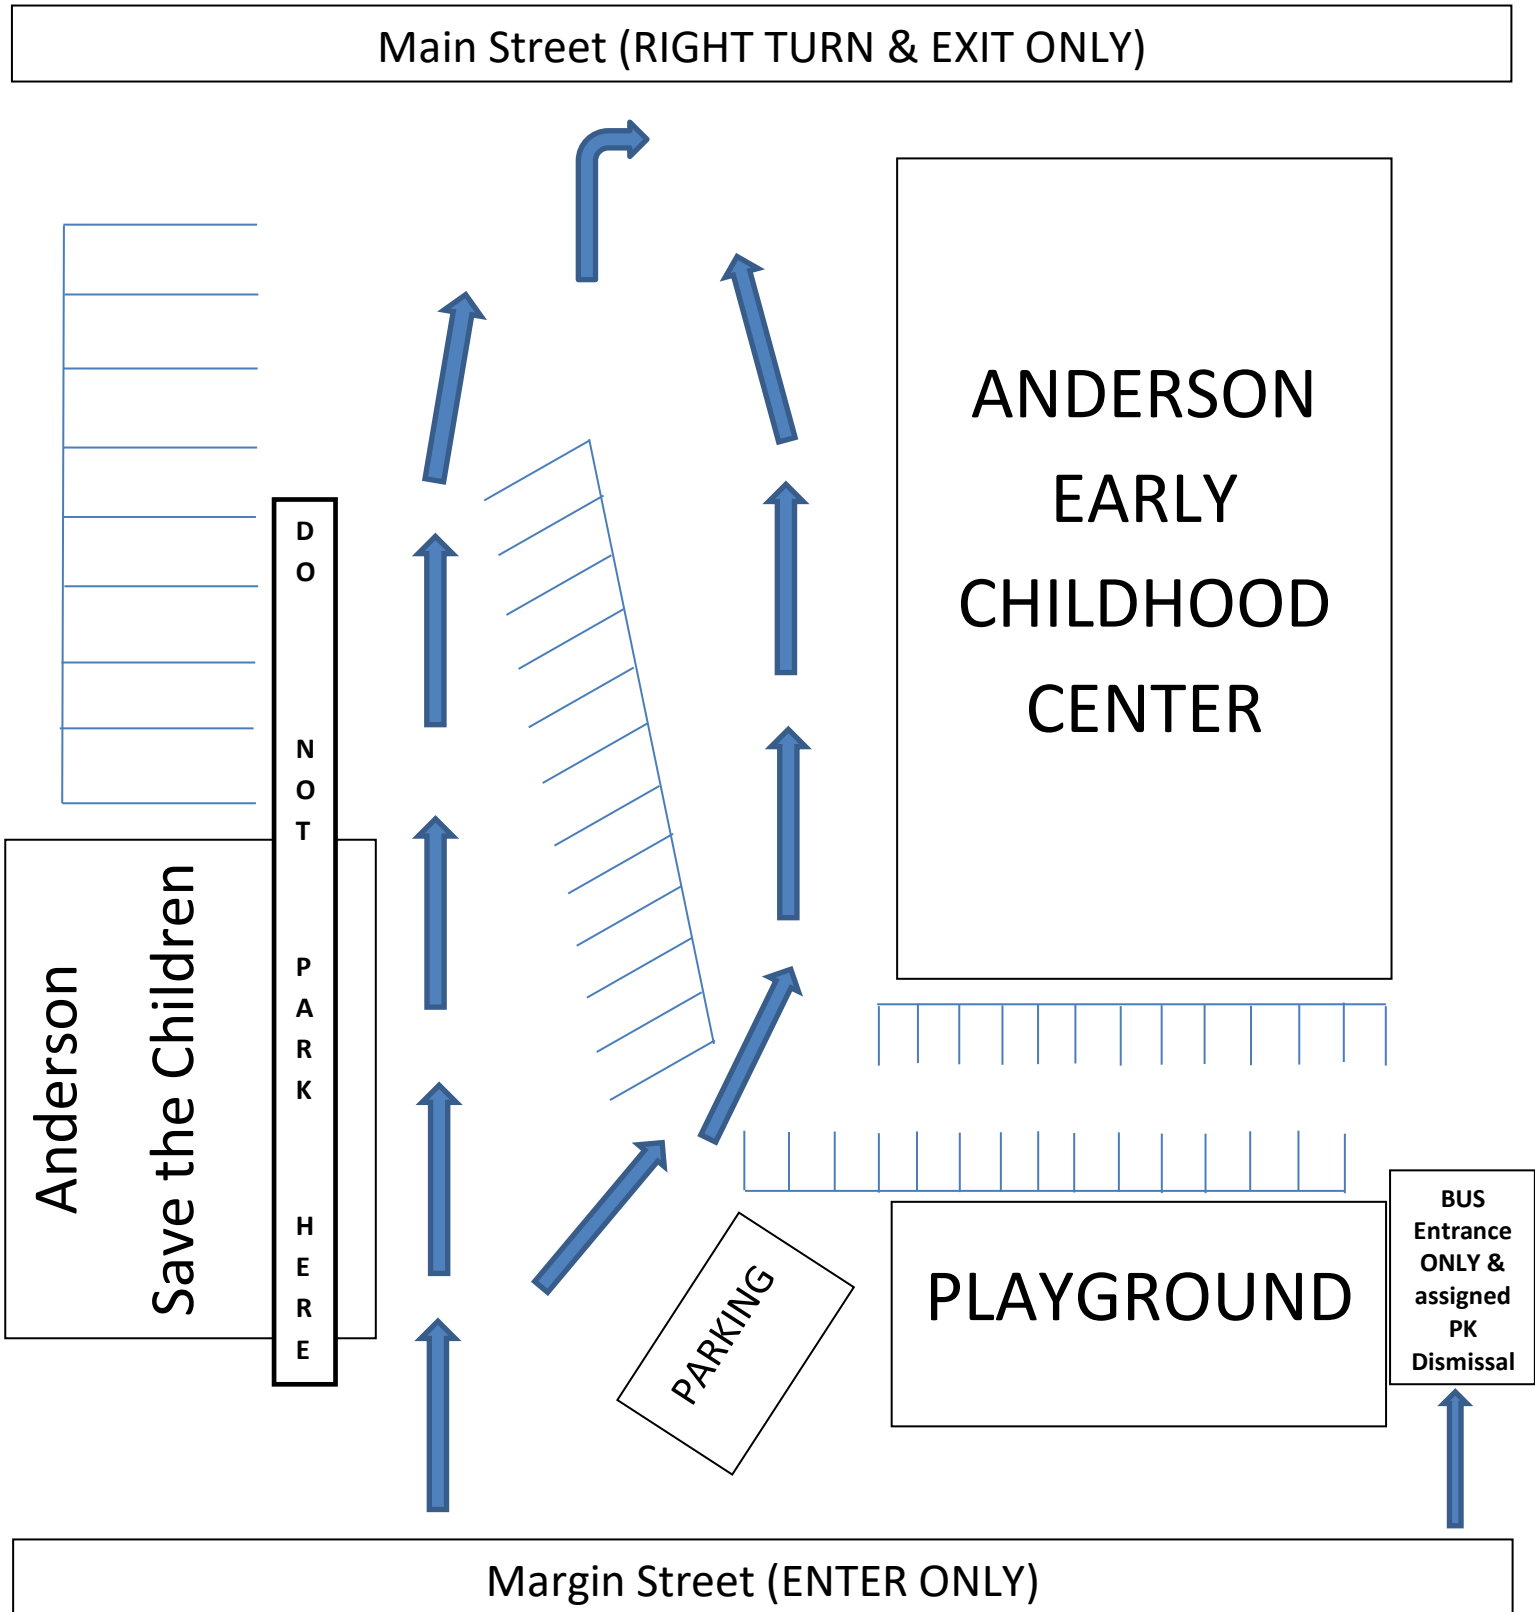 Main Street (RIGHT TURN & EXIT ONLY)
ANDERSON
EARLY
CHILDHOOD
CENTER
DO NOT PARK HERE
Anderson
Save the Children
PARKING
PLAYGROUND
BUS
Entrance
ONLY &
assigned
PK
Dismissal
Margin Street (ENTER ONLY)